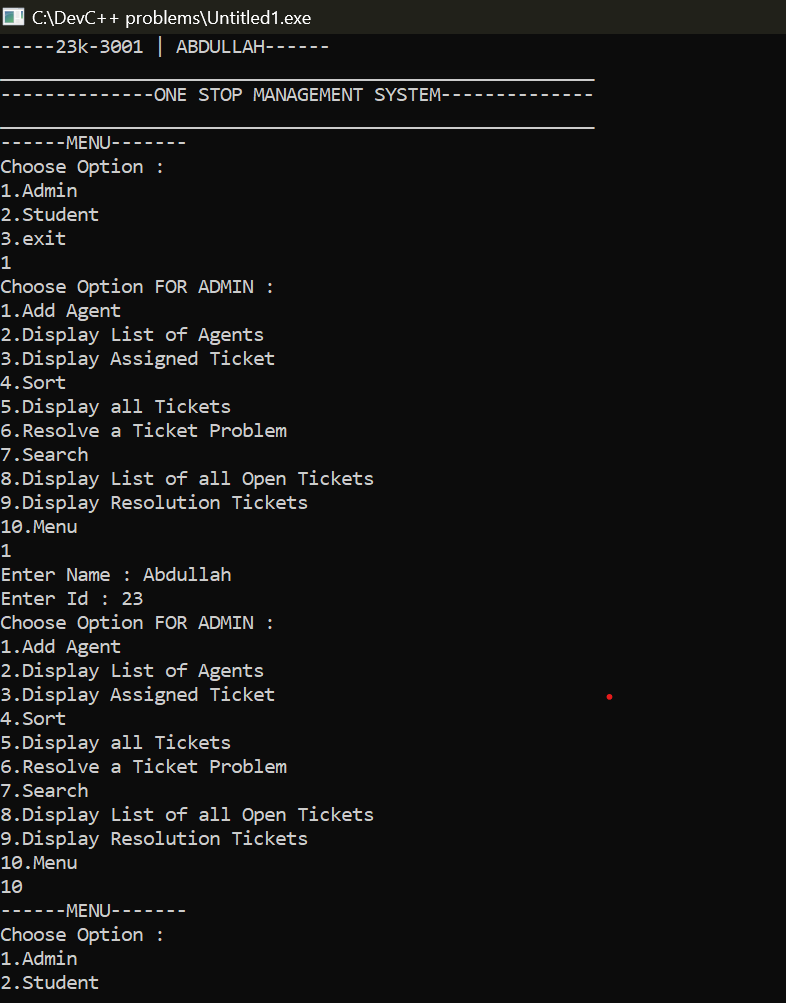 C:\DevC++ problems\Untitled1.exe
-----23k-3001 | ABDULLAH------
______________________________________________________
--------------ONE STOP MANAGEMENT SYSTEM--------------
______________________________________________________
------MENU-------
Choose Option :
1.Admin
2.Student
3.exit
1
Choose Option FOR ADMIN :
1.Add Agent
2.Display List of Agents
3.Display Assigned Ticket
4.Sort
5.Display all Tickets
6.Resolve a Ticket Problem
7.Search
8.Display List of all Open Tickets
9.Display Resolution Tickets
10.Menu
1
Enter Name : Abdullah
Enter Id : 23
Choose Option FOR ADMIN :
1.Add Agent
2.Display List of Agents
3.Display Assigned Ticket
4.Sort
5.Display all Tickets
6.Resolve a Ticket Problem
7.Search
8.Display List of all Open Tickets
9.Display Resolution Tickets
10.Menu
10
------MENU-------
Choose Option :
1.Admin
2.Student